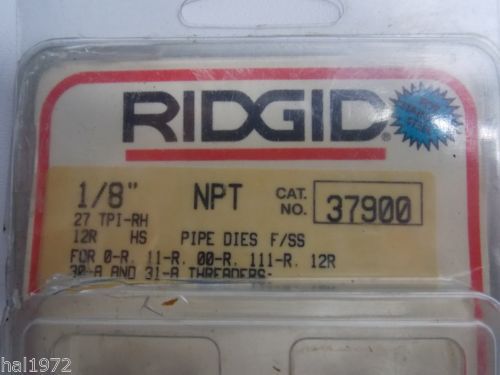 RIDGID®
1/8" NPT CAT. NO. 37900
27 TPI-RH
12R HS PIPE DIES F/SS
FOR 0-R. 11-R. 00-R. 111-R. 12R
30-A AND 31-A THREADERS.
hal1972